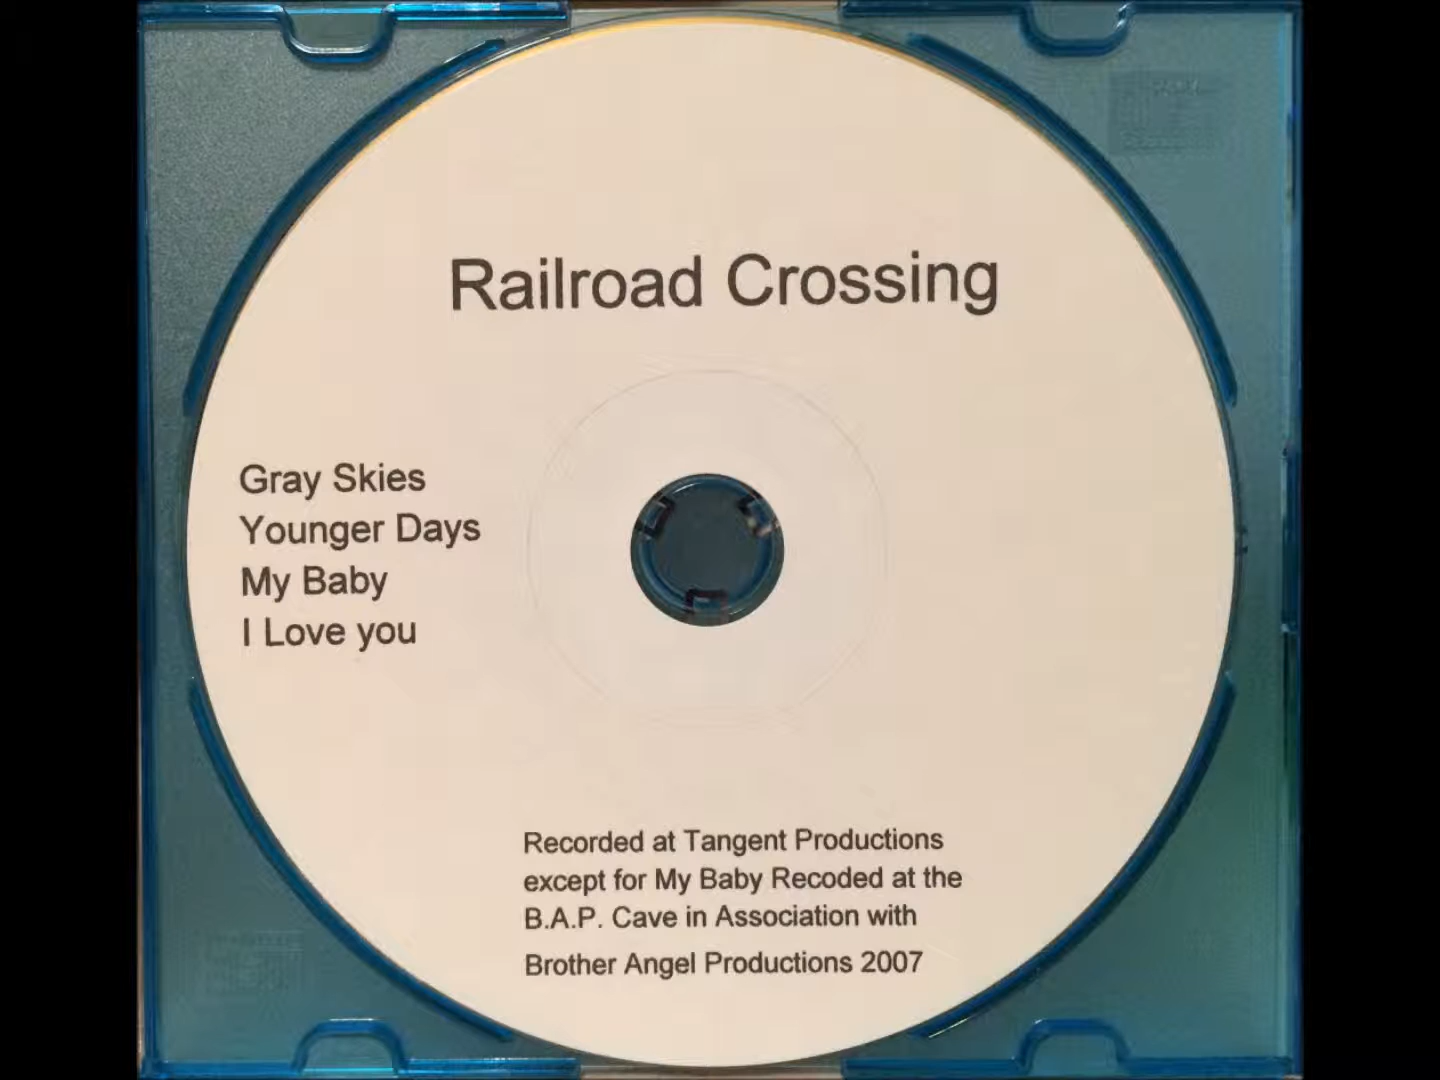 Railroad Crossing
Gray Skies
Younger Days
My Baby
I Love you
Recorded at Tangent Productions
except for My Baby Recoded at the
B.A.P. Cave in Association with
Brother Angel Productions 2007